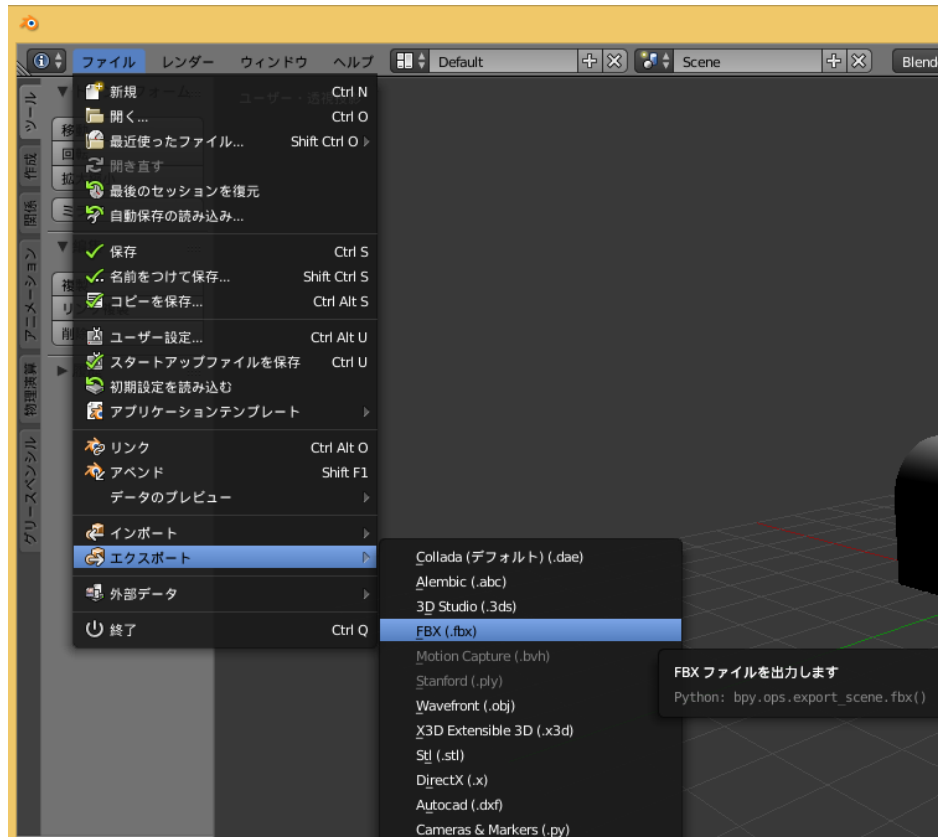 ファイル レンダー ウィンドウ ヘルプ Default Scene Blend
ツール
作成
関係
アニメーション
物理演算
グリースペンシル
新規 Ctrl N
開く... Ctrl O
最近使ったファイル... Shift Ctrl O
開き直す
最後のセッションを復元
自動保存の読み込み...
保存 Ctrl S
名前をつけて保存... Shift Ctrl S
コピーを保存... Ctrl Alt S
ユーザー設定... Ctrl Alt U
スタートアップファイルを保存 Ctrl U
初期設定を読み込む
アプリケーションテンプレート
リンク Ctrl Alt O
アペンド Shift F1
データのプレビュー
インポート
エクスポート
外部データ
終了 Ctrl Q
Collada (デフォルト) (.dae)
Alembic (.abc)
3D Studio (.3ds)
FBX (.fbx)
Motion Capture (.bvh)
Stanford (.ply)
Wavefront (.obj)
X3D Extensible 3D (.x3d)
Stl (.stl)
DirectX (.x)
Autocad (.dxf)
Cameras & Markers (.py)
FBX ファイルを出力します
Python: bpy.ops.export_scene.fbx()